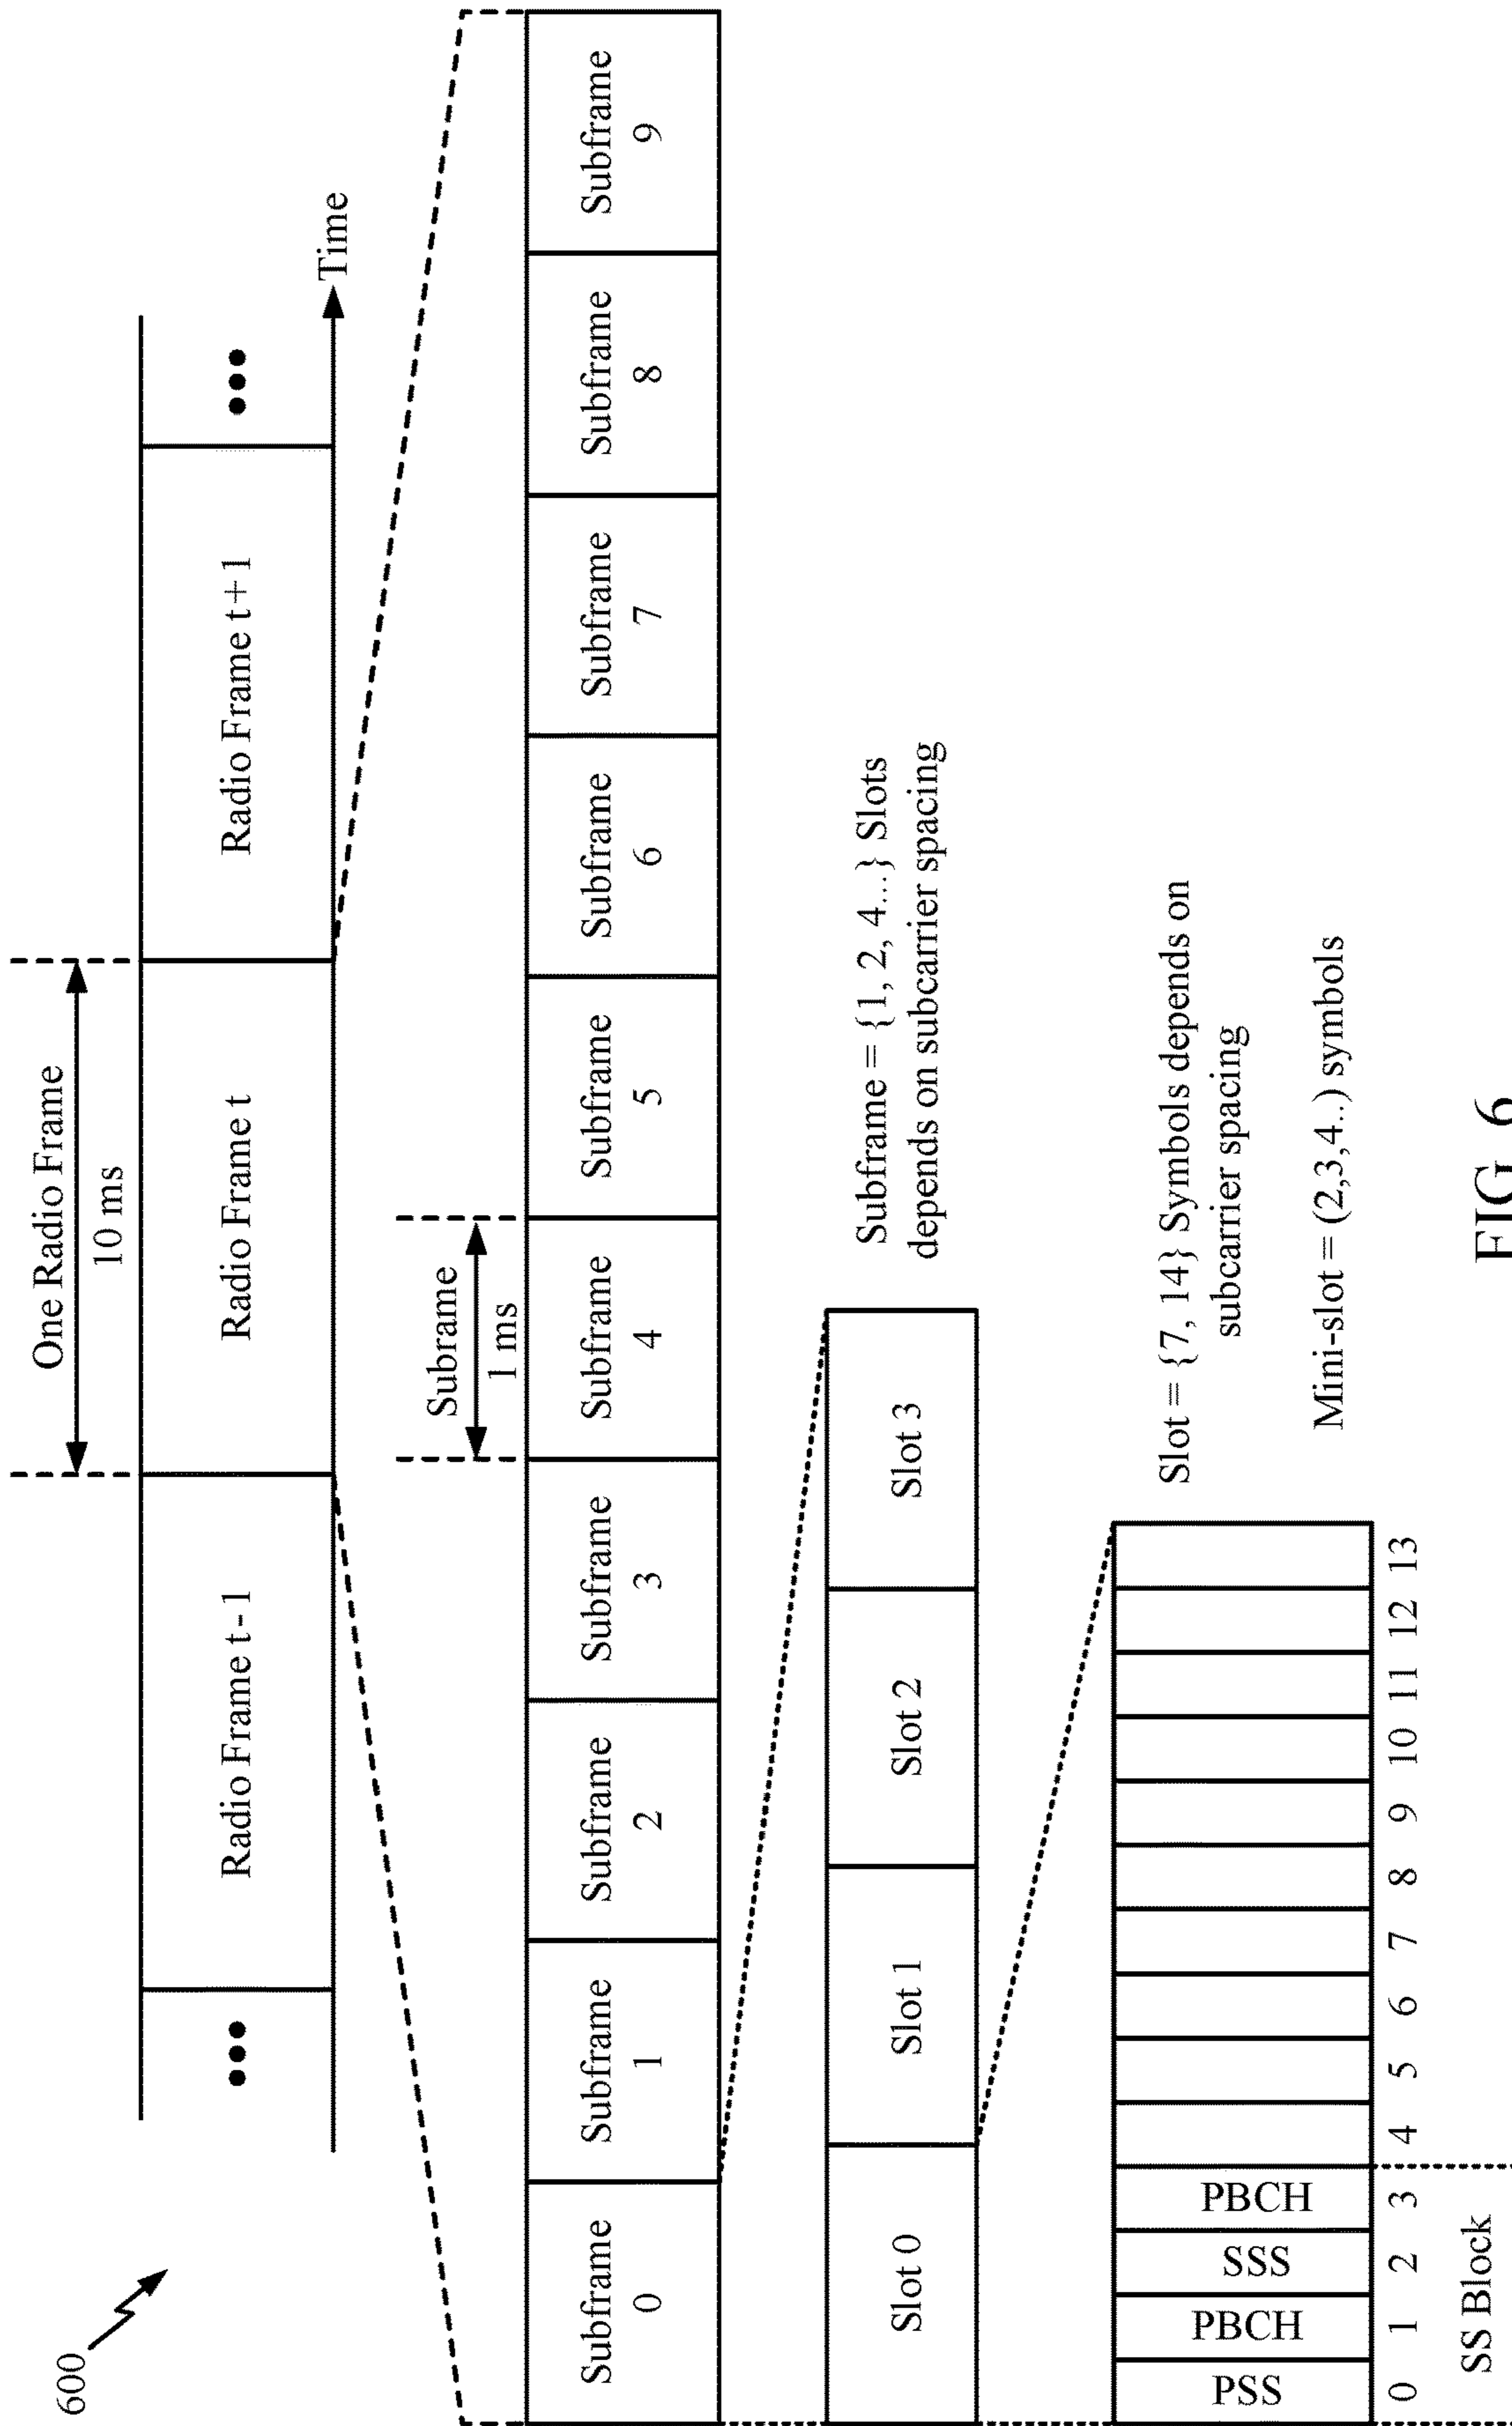 600
One Radio Frame
10 ms
Radio Frame t-1
Radio Frame t
Radio Frame t+1
Time
Subrame
1 ms
Subframe
0
Subframe
1
Subframe
2
Subframe
3
Subframe
4
Subframe
5
Subframe
6
Subframe
7
Subframe
8
Subframe
9
Slot 0
Slot 1
Slot 2
Slot 3
Subframe = {1, 2, 4...} Slots
depends on subcarrier spacing
PSS
PBCH
SSS
PBCH
0 1 2 3 4 5 6 7 8 9 10 11 12 13
SS Block
Slot = {7, 14} Symbols depends on
subcarrier spacing
Mini-slot = (2,3,4..) symbols
FIG. 6